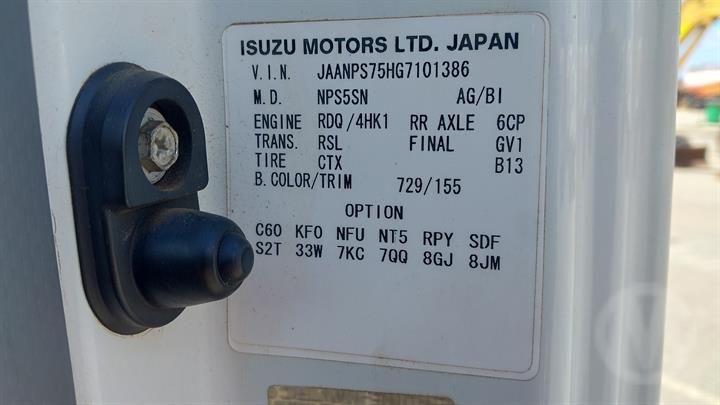 ISUZU MOTORS LTD. JAPAN
V.I.N. JAANPS75HG7101386
M.D. NPS5SN AG/BI
ENGINE RDQ/4HK1 RR AXLE 6CP
TRANS. RSL FINAL GV1
TIRE CTX B13
B. COLOR/TRIM 729/155
OPTION
C60 KFO NFU NT5 RPY SDF
S2T 33W 7KC 7QQ 8GJ 8JM